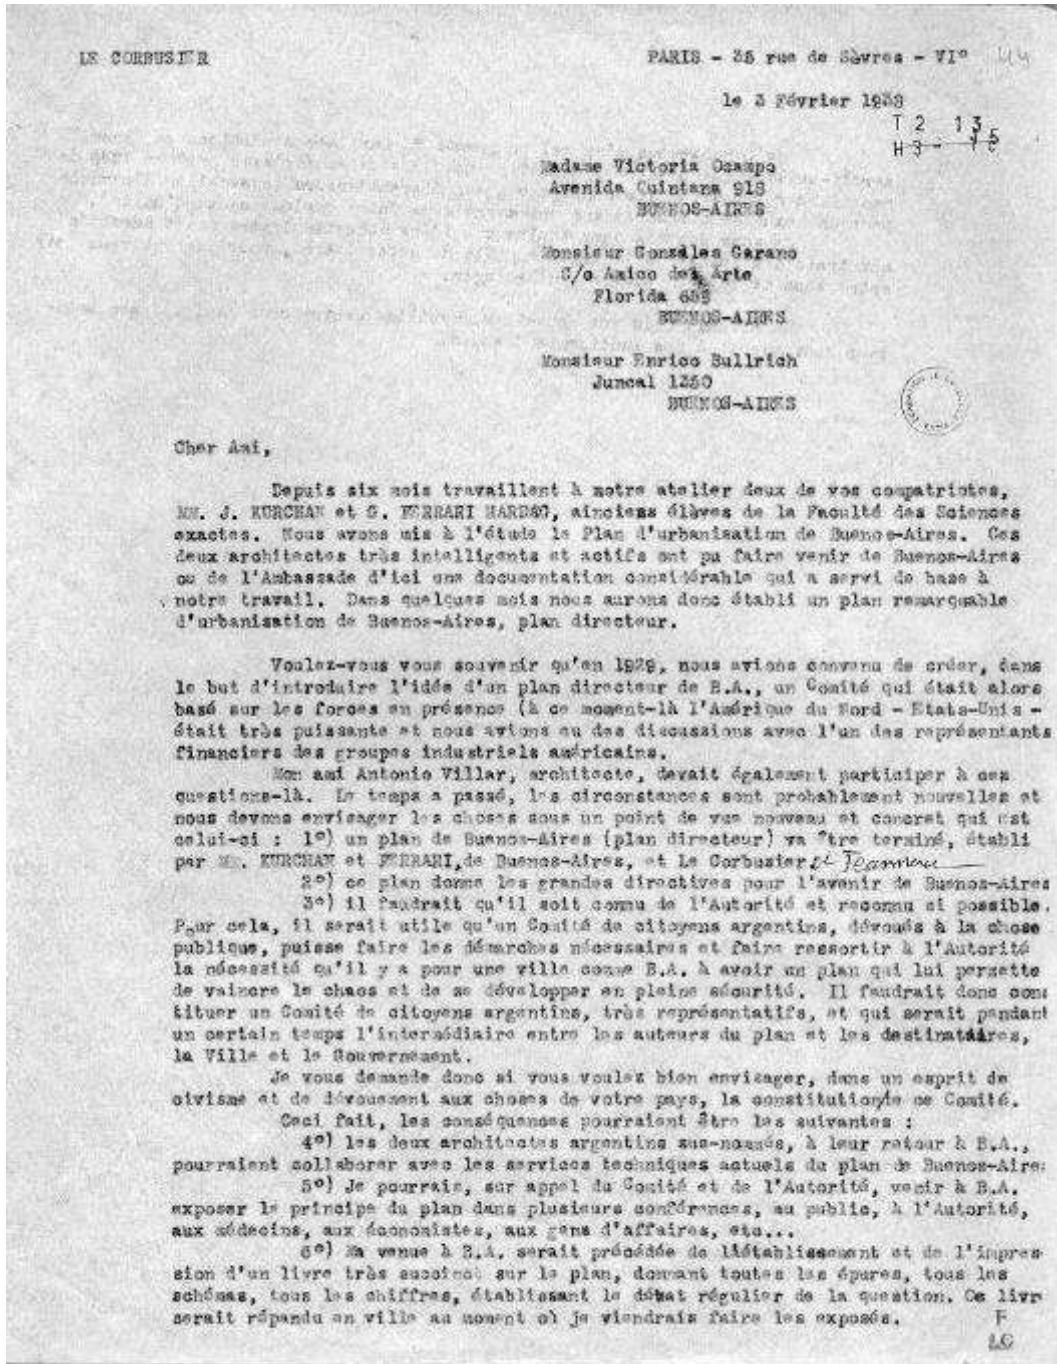 LE CORBUSIER
PARIS - 35 rue de Sèvres - VI°
44
le 3 Février 1938
T 2 13
H 3 -
Madame Victoria Ocampo
Avenida Quintana 918
BUENOS-AIRES
Monsieur Gonzáles Garano
C/o Amico del Arte
Florida 659
BUENOS-AIRES
Monsieur Enrico Bullrich
Juncal 1350
BUENOS-AIRES
Cher Ami,
Depuis six mois travaillent à notre atelier deux de vos compatriotes,
MM. J. KURCHAN et G. FERRARI HARDOG, ainciens élèves de la Faculté des Sciences
exactes. Nous avons mis à l'étude le Plan d'urbanisation de Buenos-Aires. Ces
deux architectes très intelligents et actifs ont pu faire venir de Buenos-Aires
ou de l'Ambassade d'ici une documentation considérable qui a servi de base à
notre travail. Dans quelques mois nous aurons donc établi un plan remarquable
d'urbanisation de Buenos-Aires, plan directeur.
Voulez-vous vous souvenir qu'en 1929, nous avions convenu de créer, dans
le but d'introduire l'idée d'un plan directeur de B.A., un Comité qui était alors
basé sur les forces en présence (à ce moment-là l'Amérique du Nord - Etats-Unis -
était très puissante et nous avions eu des discussions avec l'un des représentants
financiers des groupes industriels américains.
Mon ami Antonio Villar, architecte, devait également participer à ces
questions-là. Le temps a passé, les circonstances sont probablement nouvelles et
nous devons envisager les choses sous un point de vue nouveau et concret qui est
celui-ci : 1°) un plan de Buenos-Aires (plan directeur) va "tre terminé, établi
par MM. KURCHAN et FERRARI, de Buenos-Aires, et Le Corbusier et Jeanneret
2°) ce plan donne les grandes directives pour l'avenir de Buenos-Aires
3°) il faudrait qu'il soit connu de l'Autorité et reconnu si possible.
Pour cela, il serait utile qu'un Comité de citoyens argentins, dévoués à la chose
publique, puisse faire les démarches nécessaires et faire ressortir à l'Autorité
la nécessité qu'il y a pour une ville comme B.A. à avoir un plan qui lui permette
de vaincre le chaos et de se développer en pleine sécurité. Il faudrait donc cons
tituer un Comité de citoyens argentins, très représentatifs, et qui serait pendant
un certain temps l'intermédiaire entre les auteurs du plan et les destinataires,
la Ville et le Gouvernement.
Je vous demande donc si vous voulez bien envisager, dans un esprit de
civisme et de dévouement aux choses de votre pays, la constitution/de ce Comité.
Ceci fait, les conséquences pourraient être les suivantes :
4°) les deux architectes argentins sus-nommés, à leur retour à B.A.,
pourraient collaborer avec les services techniques actuels du plan de Buenos-Aires
5°) Je pourrais, sur appel du Comité et de l'Autorité, venir à B.A.
exposer le principe du plan dans plusieurs conférences, au public, à l'Autorité,
aux médecins, aux économistes, aux gens d'affaires, etc...
6°) Ma venue à B.A. serait précédée de l'établissement et de l'impres
sion d'un livre très succinct sur le plan, donnant toutes les épures, tous les
schémas, tous les chiffres, établissant le débat régulier de la question. Ce livr
serait répandu en ville au moment où je viendrais faire les exposés.
F
LC